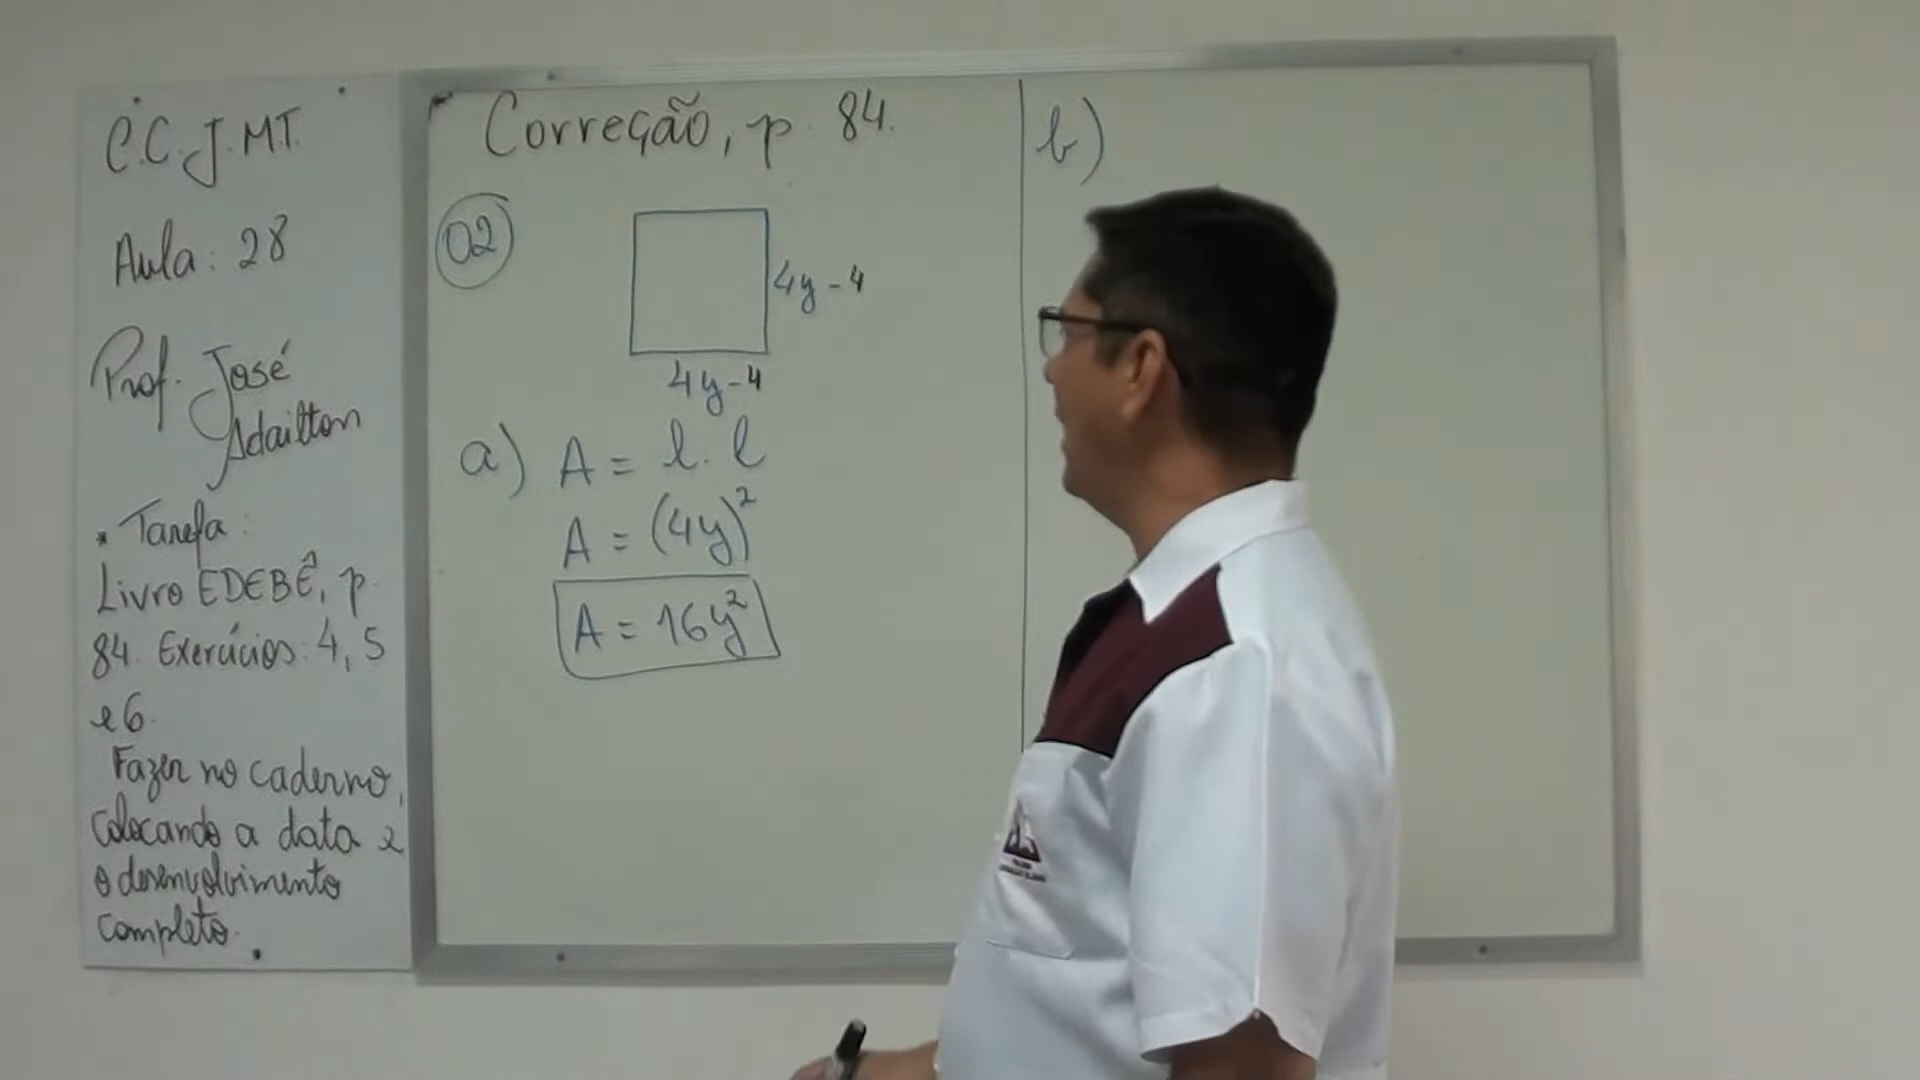 C.C.J.M.T.
Aula: 28
Prof. José
Adailton
* Tarefa:
Livro EDEBÊ, p.
84. Exercícios: 4, 5
e 6.
Fazer no caderno,
colocando a data e
o desenvolvimento
completo.
Correção, p. 84.
02
4y - 4
4y - 4
a) A = l . l
A = (4y)²
A = 16y²
b)